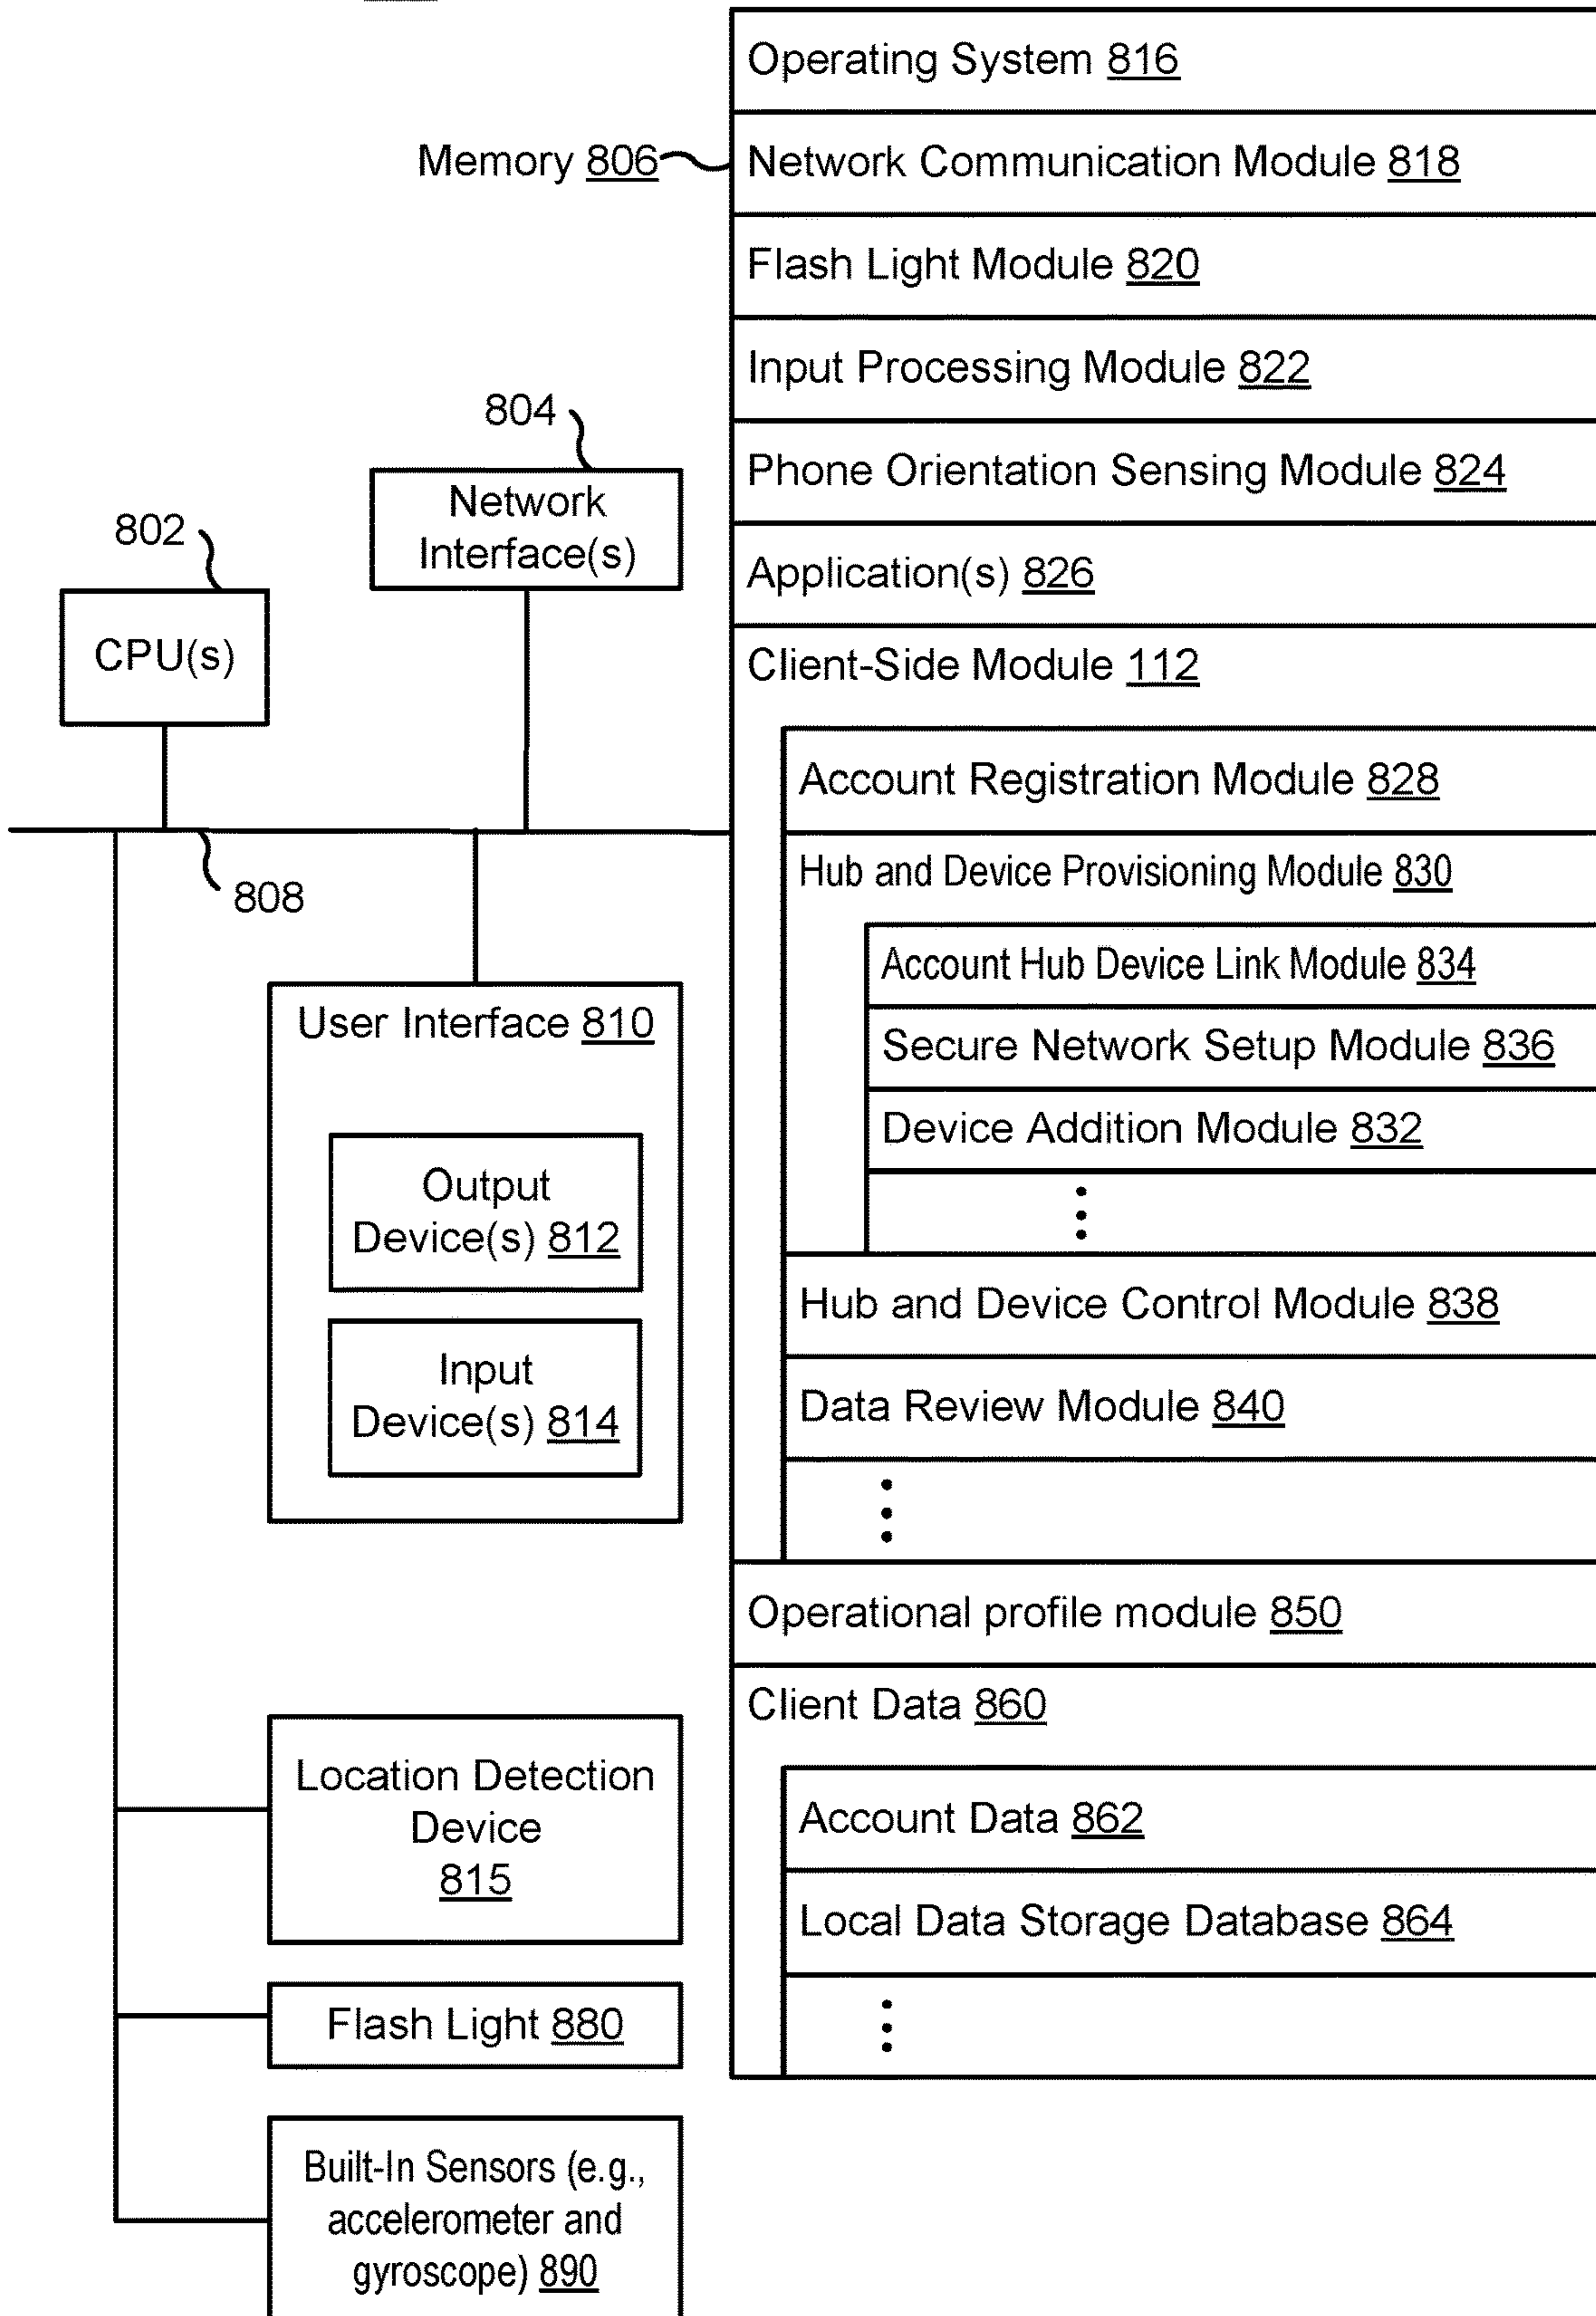 Operating System 816
Memory 806
Network Communication Module 818
Flash Light Module 820
Input Processing Module 822
Phone Orientation Sensing Module 824
Application(s) 826
Client-Side Module 112
Account Registration Module 828
Hub and Device Provisioning Module 830
Account Hub Device Link Module 834
Secure Network Setup Module 836
Device Addition Module 832
Hub and Device Control Module 838
Data Review Module 840
Operational profile module 850
Client Data 860
Account Data 862
Local Data Storage Database 864
804
Network
Interface(s)
802
CPU(s)
808
User Interface 810
Output
Device(s) 812
Input
Device(s) 814
Location Detection
Device
815
Flash Light 880
Built-In Sensors (e.g.,
accelerometer and
gyroscope) 890